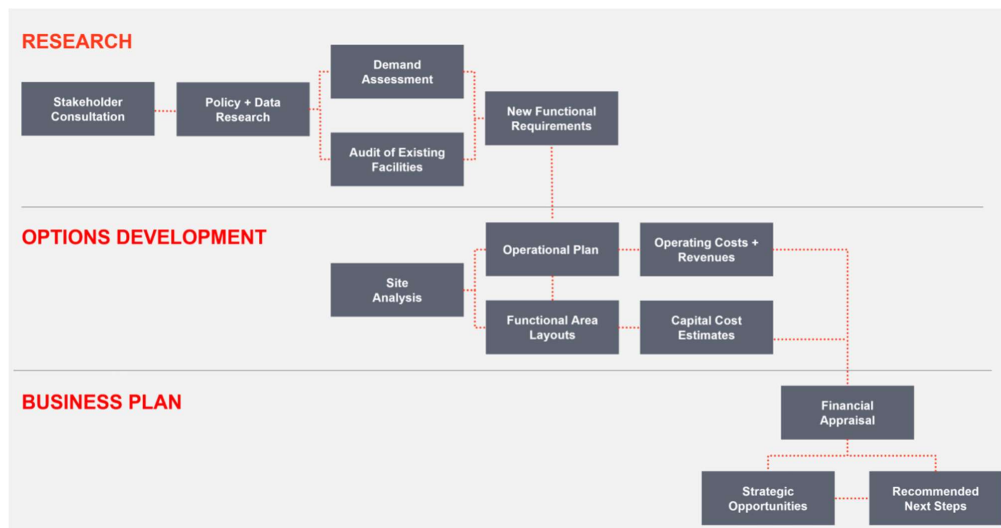 RESEARCH
Stakeholder
Consultation
Policy + Data
Research
Demand
Assessment
Audit of Existing
Facilities
New Functional
Requirements
OPTIONS DEVELOPMENT
Site
Analysis
Operational Plan
Operating Costs +
Revenues
Functional Area
Layouts
Capital Cost
Estimates
BUSINESS PLAN
Financial
Appraisal
Strategic
Opportunities
Recommended
Next Steps